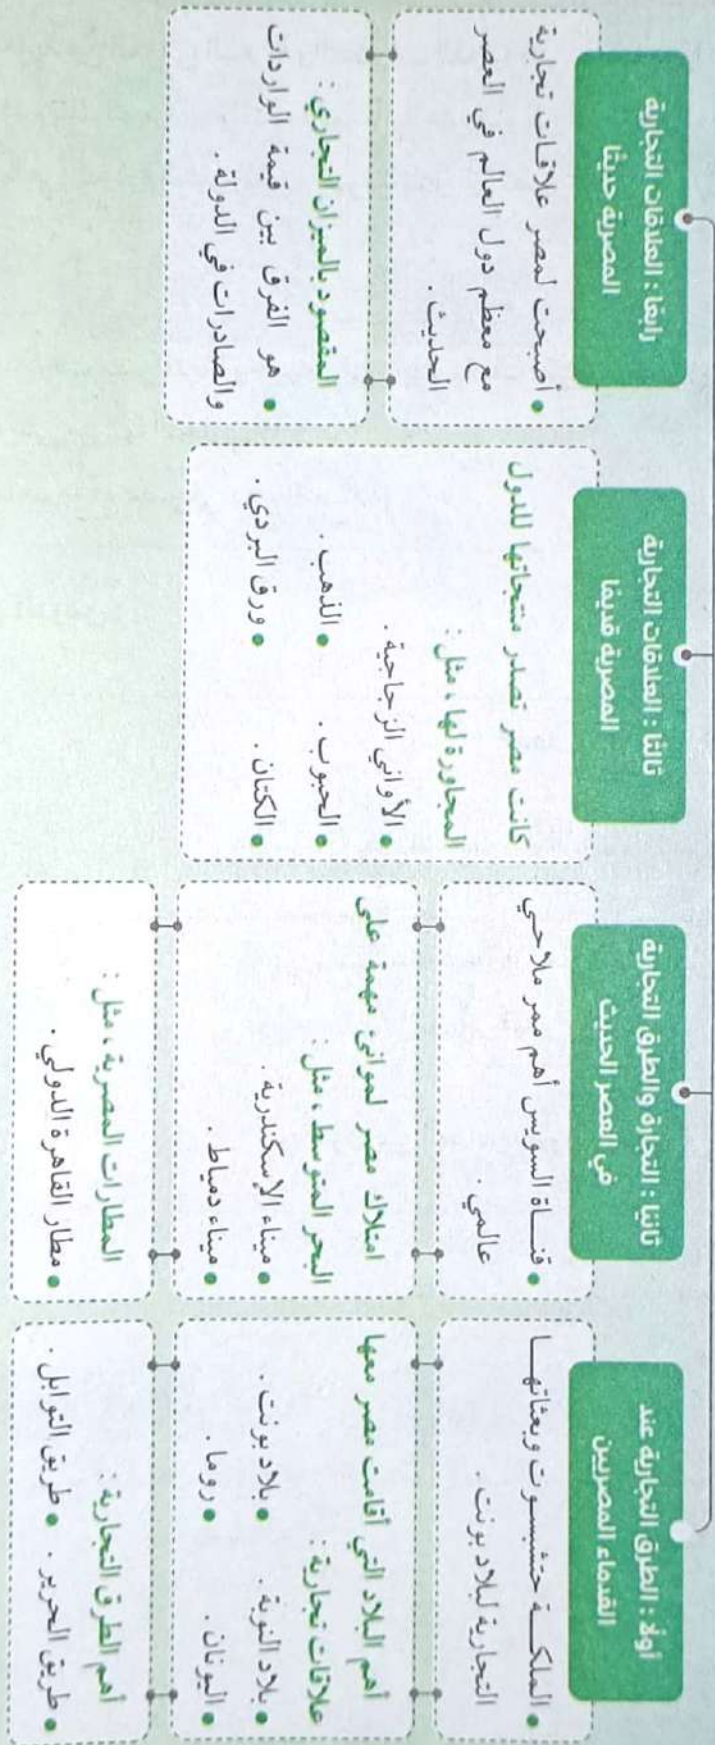 أولًا : الطرق التجارية عند
القدماء المصريين
• الملكة حتشبسوت وبعثاتها
التجارية لبلاد بونت .
أهم البلاد التي أقامت مصر معها
علاقات تجارية :
• بلاد النوبة . • بلاد بونت .
• اليونان . • روما .
أهم الطرق التجارية :
• طريق الحرير . • طريق التوابل .
ثانيًا : التجارة والطرق التجارية
في العصر الحديث
• قناة السويس أهم ممر ملاحي
عالمي .
امتلاك مصر لموانئ مهمة على
البحر المتوسط ، مثل :
• ميناء الإسكندرية .
• ميناء دمياط .
المطارات المصرية ، مثل :
• مطار القاهرة الدولي .
ثالثًا : العلاقات التجارية
المصرية قديمًا
كانت مصر تصدر منتجاتها للدول
المجاورة لها ، مثل :
• الأواني الزجاجية .
• الحبوب . • الذهب .
• الكتان . • ورق البردي .
رابعًا : العلاقات التجارية
المصرية حديثًا
• أصبحت لمصر علاقات تجارية
مع معظم دول العالم في العصر
الحديث .
المقصود بالميزان التجاري :
• هو الفرق بين قيمة الواردات
والصادرات في الدولة .